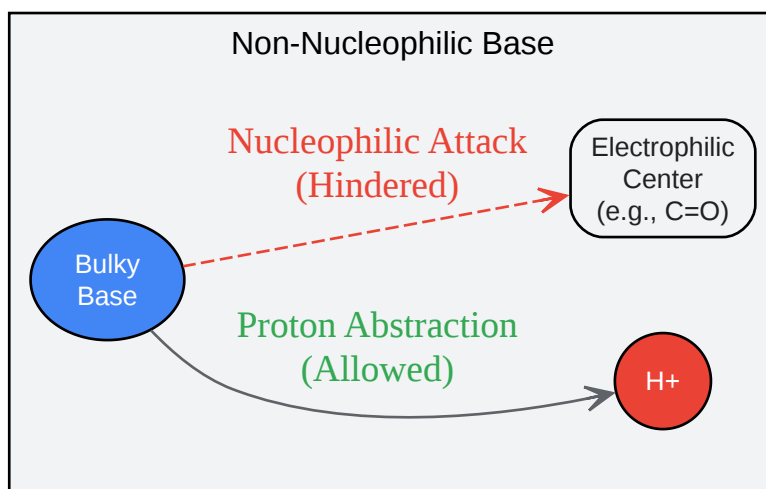 Non-Nucleophilic Base
Nucleophilic Attack
(Hindered)
Electrophilic
Center
(e.g., C=O)
Bulky
Base
Proton Abstraction
(Allowed)
H+